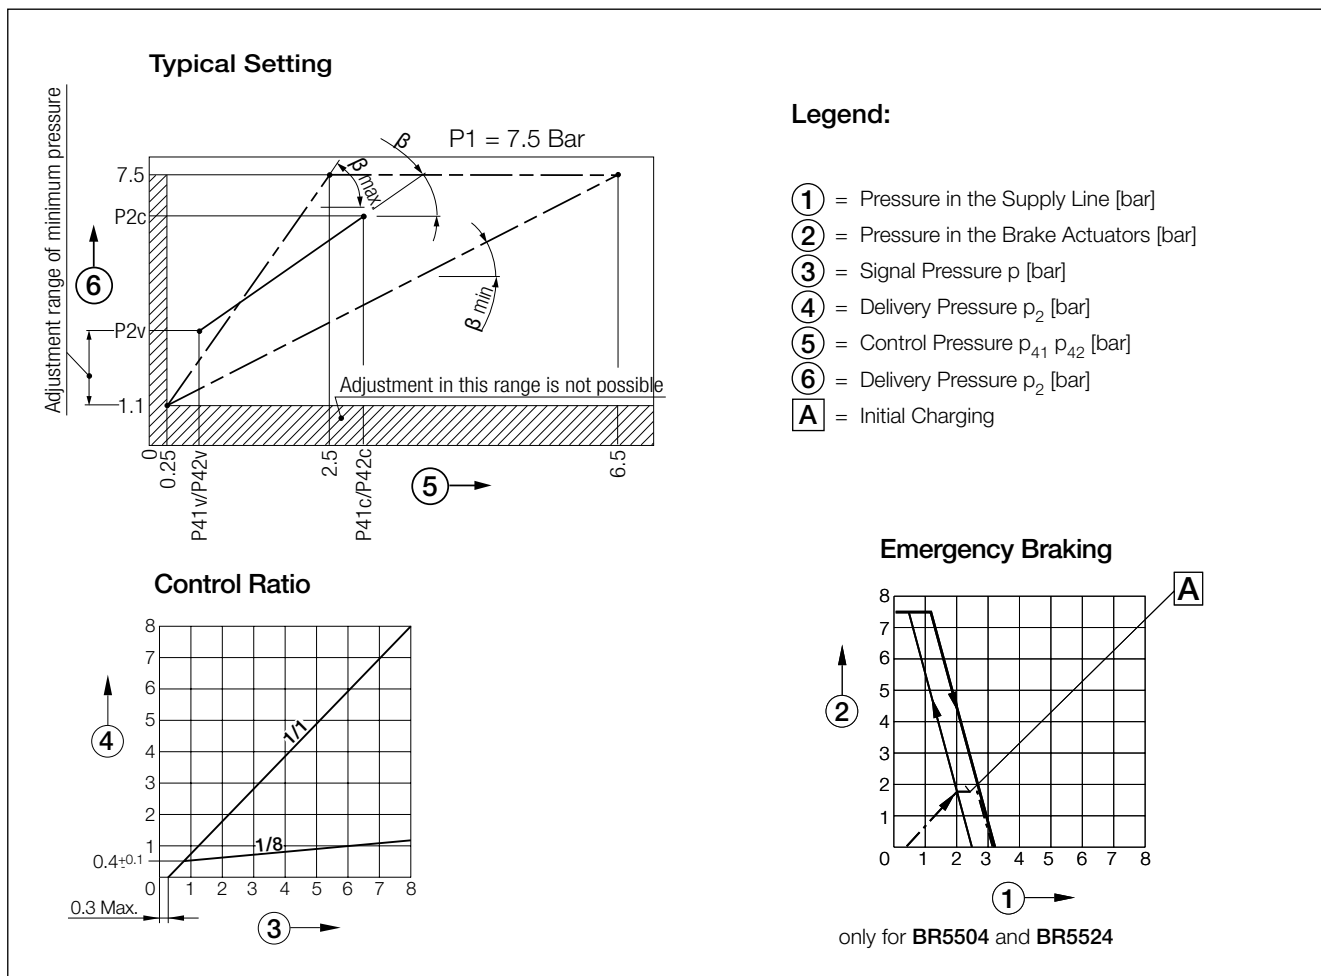 Typical Setting
Adjustment range of minimum pressure
P1 = 7.5 Bar
β
β max.
β min.
7.5
P2c
6
P2v
1.1
Adjustment in this range is not possible
0
0.25
P41v/P42v
2.5
P41c/P42c
6.5
5
Legend:
1 = Pressure in the Supply Line [bar]
2 = Pressure in the Brake Actuators [bar]
3 = Signal Pressure p [bar]
4 = Delivery Pressure p2 [bar]
5 = Control Pressure p41 p42 [bar]
6 = Delivery Pressure p2 [bar]
A = Initial Charging
Control Ratio
8
7
6
5
4
3
2
1
0.4±0.1
4
1/1
1/8
0 1 2 3 4 5 6 7 8
0.3 Max.
3
Emergency Braking
A
8
7
6
5
4
3
2
1
2
0 1 2 3 4 5 6 7 8
1
only for BR5504 and BR5524